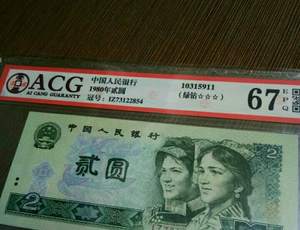 ACG
AI CANG GUARANTY
中国人民银行
1980年贰圆
冠号: IZ73122854
10315911
(绿钻☆☆☆)
67
EPQ
中国人民银行
贰圆
2
2